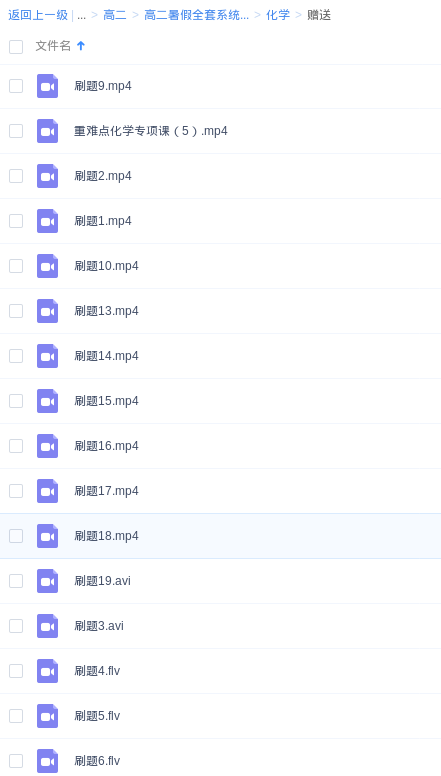 返回上一级 | ... > 高二 > 高二暑假全套系统... > 化学 > 赠送
文件名
刷题9.mp4
重难点化学专项课（5）.mp4
刷题2.mp4
刷题1.mp4
刷题10.mp4
刷题13.mp4
刷题14.mp4
刷题15.mp4
刷题16.mp4
刷题17.mp4
刷题18.mp4
刷题19.avi
刷题3.avi
刷题4.flv
刷题5.flv
刷题6.flv